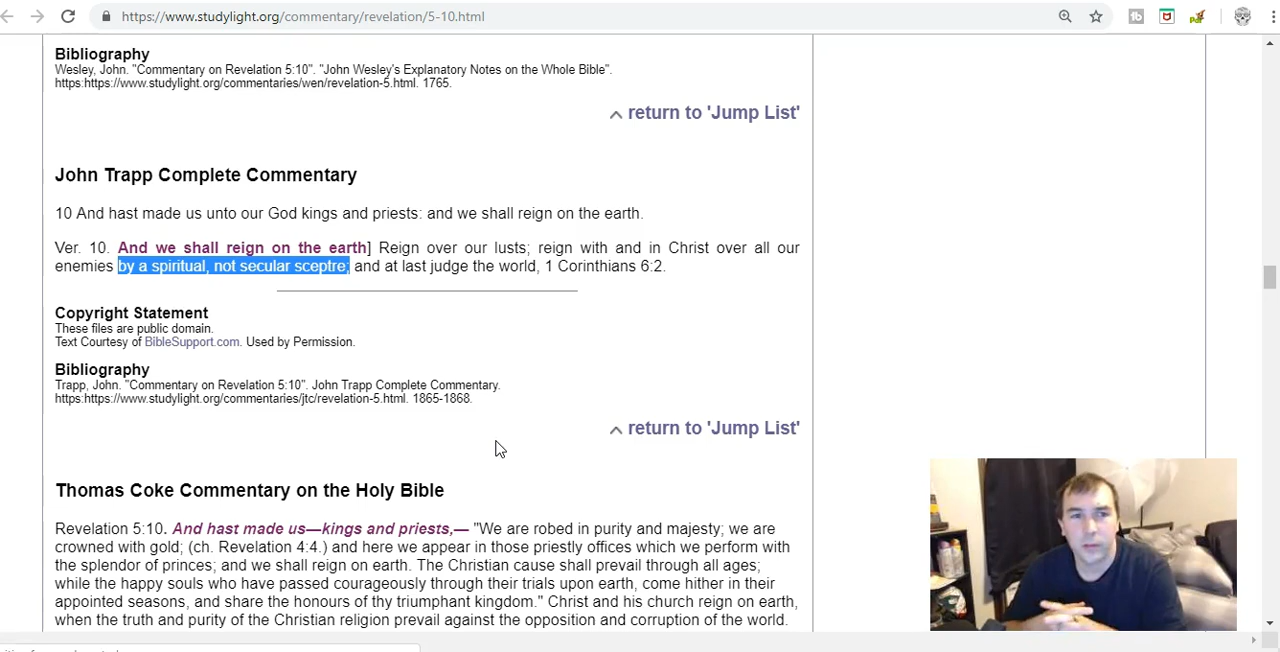 https://www.studylight.org/commentary/revelation/5-10.html
Bibliography
Wesley, John. "Commentary on Revelation 5:10". "John Wesley's Explanatory Notes on the Whole Bible".
https:https://www.studylight.org/commentaries/wen/revelation-5.html. 1765.
return to 'Jump List'
John Trapp Complete Commentary
10 And hast made us unto our God kings and priests: and we shall reign on the earth.
Ver. 10. And we shall reign on the earth] Reign over our lusts; reign with and in Christ over all our
enemies by a spiritual, not secular sceptre; and at last judge the world, 1 Corinthians 6:2.
Copyright Statement
These files are public domain.
Text Courtesy of BibleSupport.com. Used by Permission.
Bibliography
Trapp, John. "Commentary on Revelation 5:10". John Trapp Complete Commentary.
https:https://www.studylight.org/commentaries/jtc/revelation-5.html. 1865-1868.
return to 'Jump List'
Thomas Coke Commentary on the Holy Bible
Revelation 5:10. And hast made us—kings and priests,— "We are robed in purity and majesty; we are
crowned with gold; (ch. Revelation 4:4.) and here we appear in those priestly offices which we perform with
the splendor of princes; and we shall reign on earth. The Christian cause shall prevail through all ages;
while the happy souls who have passed courageously through their trials upon earth, come hither in their
appointed seasons, and share the honours of thy triumphant kingdom." Christ and his church reign on earth,
when the truth and purity of the Christian religion prevail against the opposition and corruption of the world.